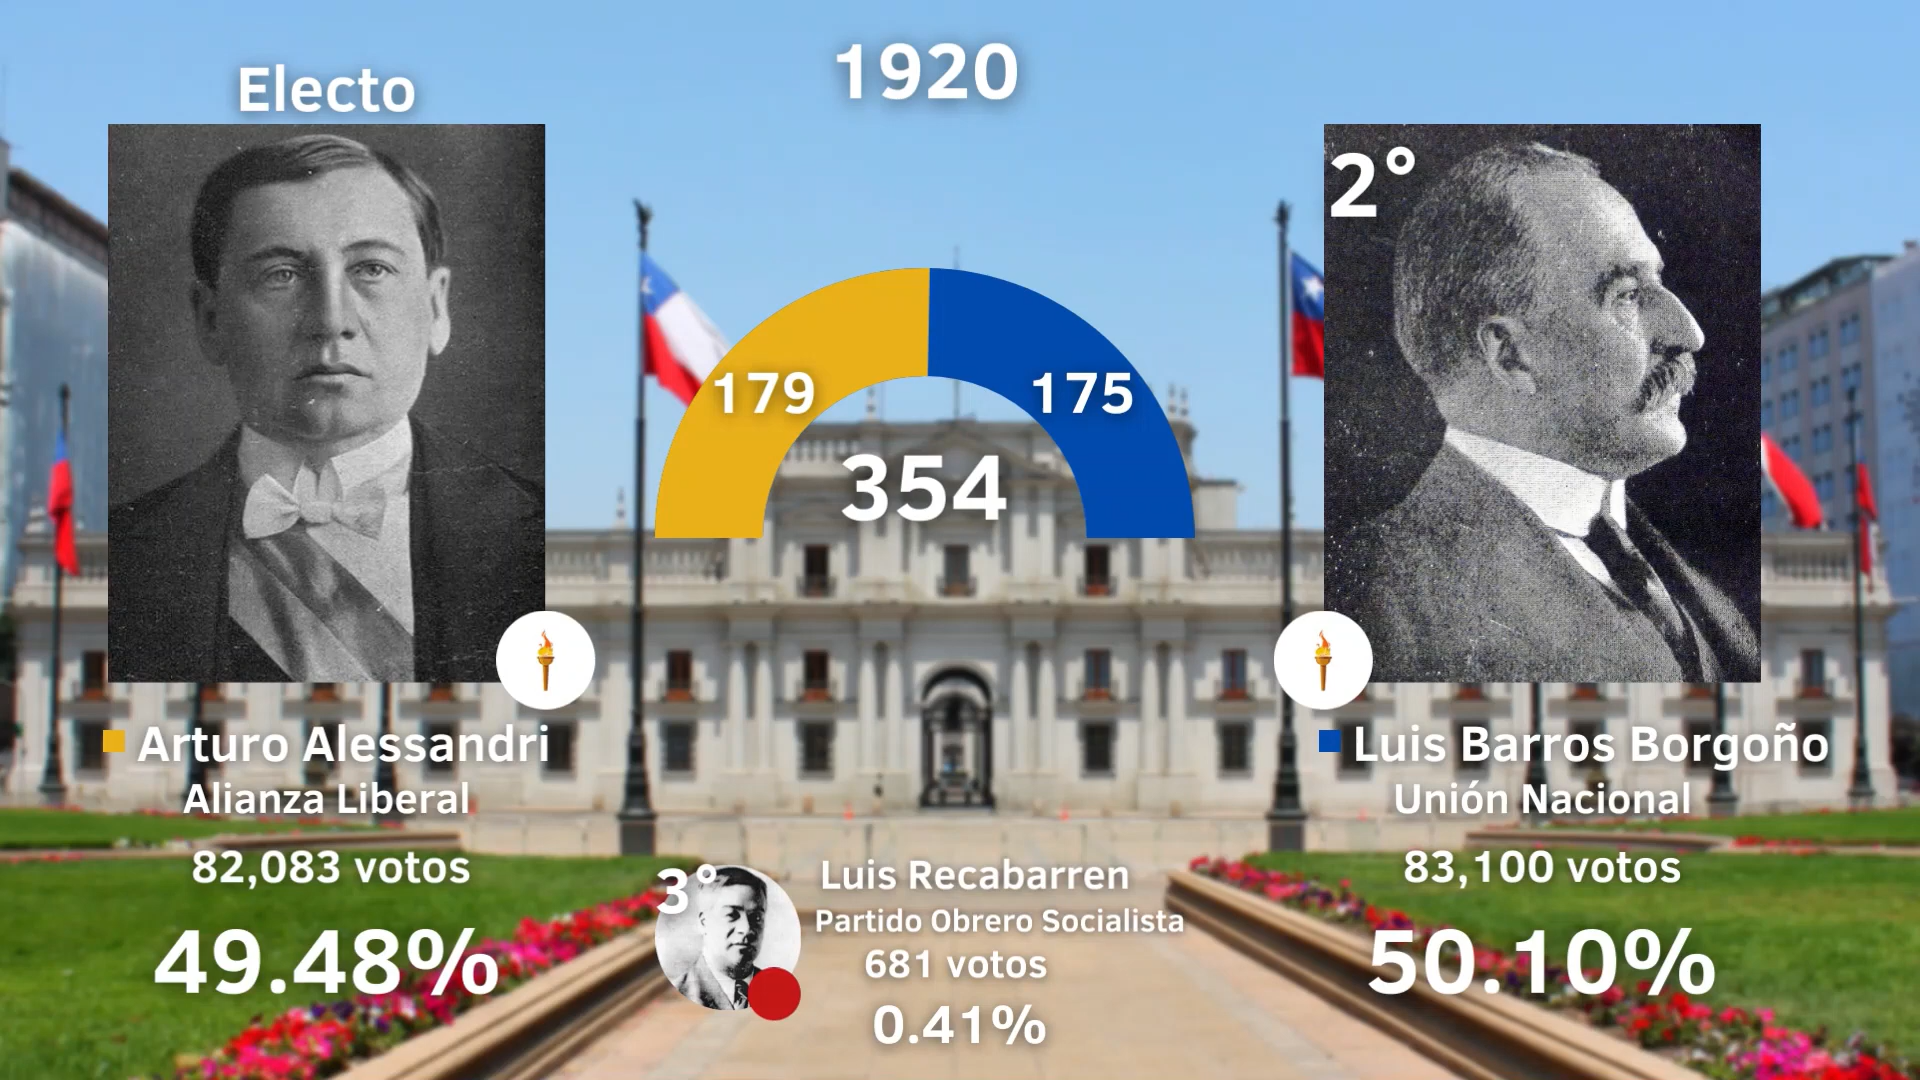 1920
Electo
2°
179
175
354
Arturo Alessandri
Alianza Liberal
82,083 votos
49.48%
Luis Barros Borgoño
Unión Nacional
83,100 votos
50.10%
3°
Luis Recabarren
Partido Obrero Socialista
681 votos
0.41%